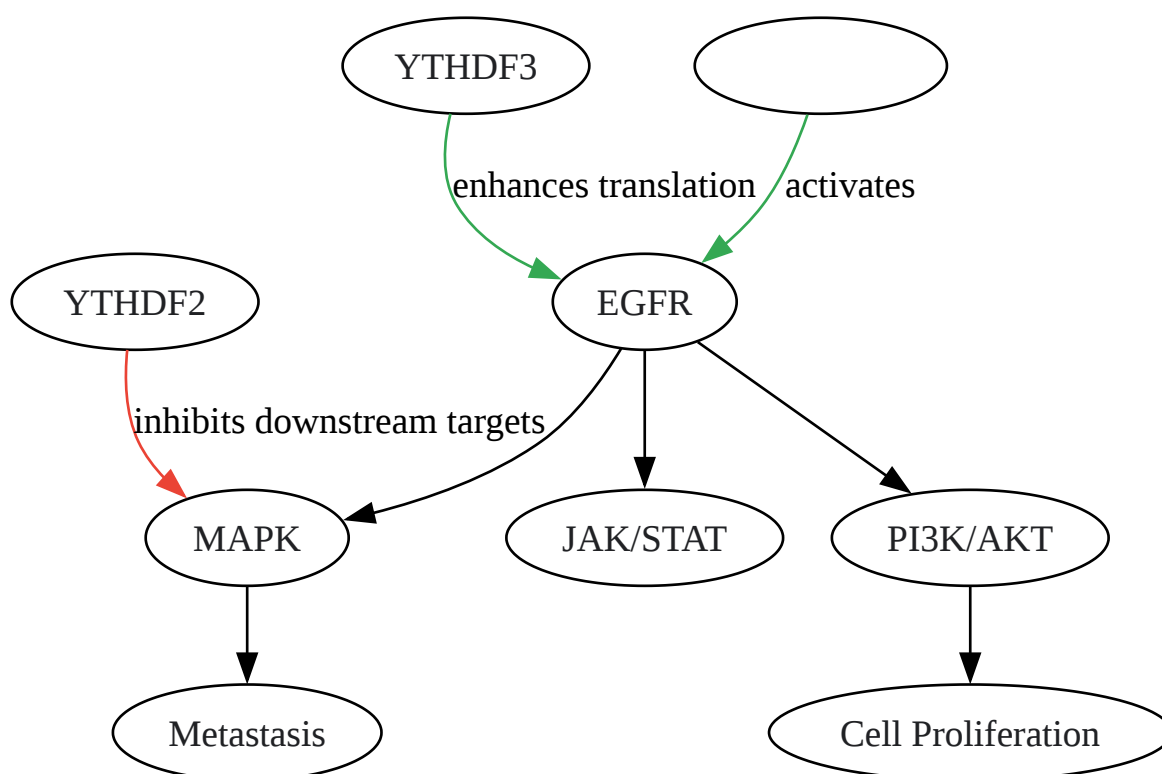 YTHDF3
enhances translation
activates
YTHDF2
EGFR
inhibits downstream targets
MAPK
JAK/STAT
PI3K/AKT
Metastasis
Cell Proliferation